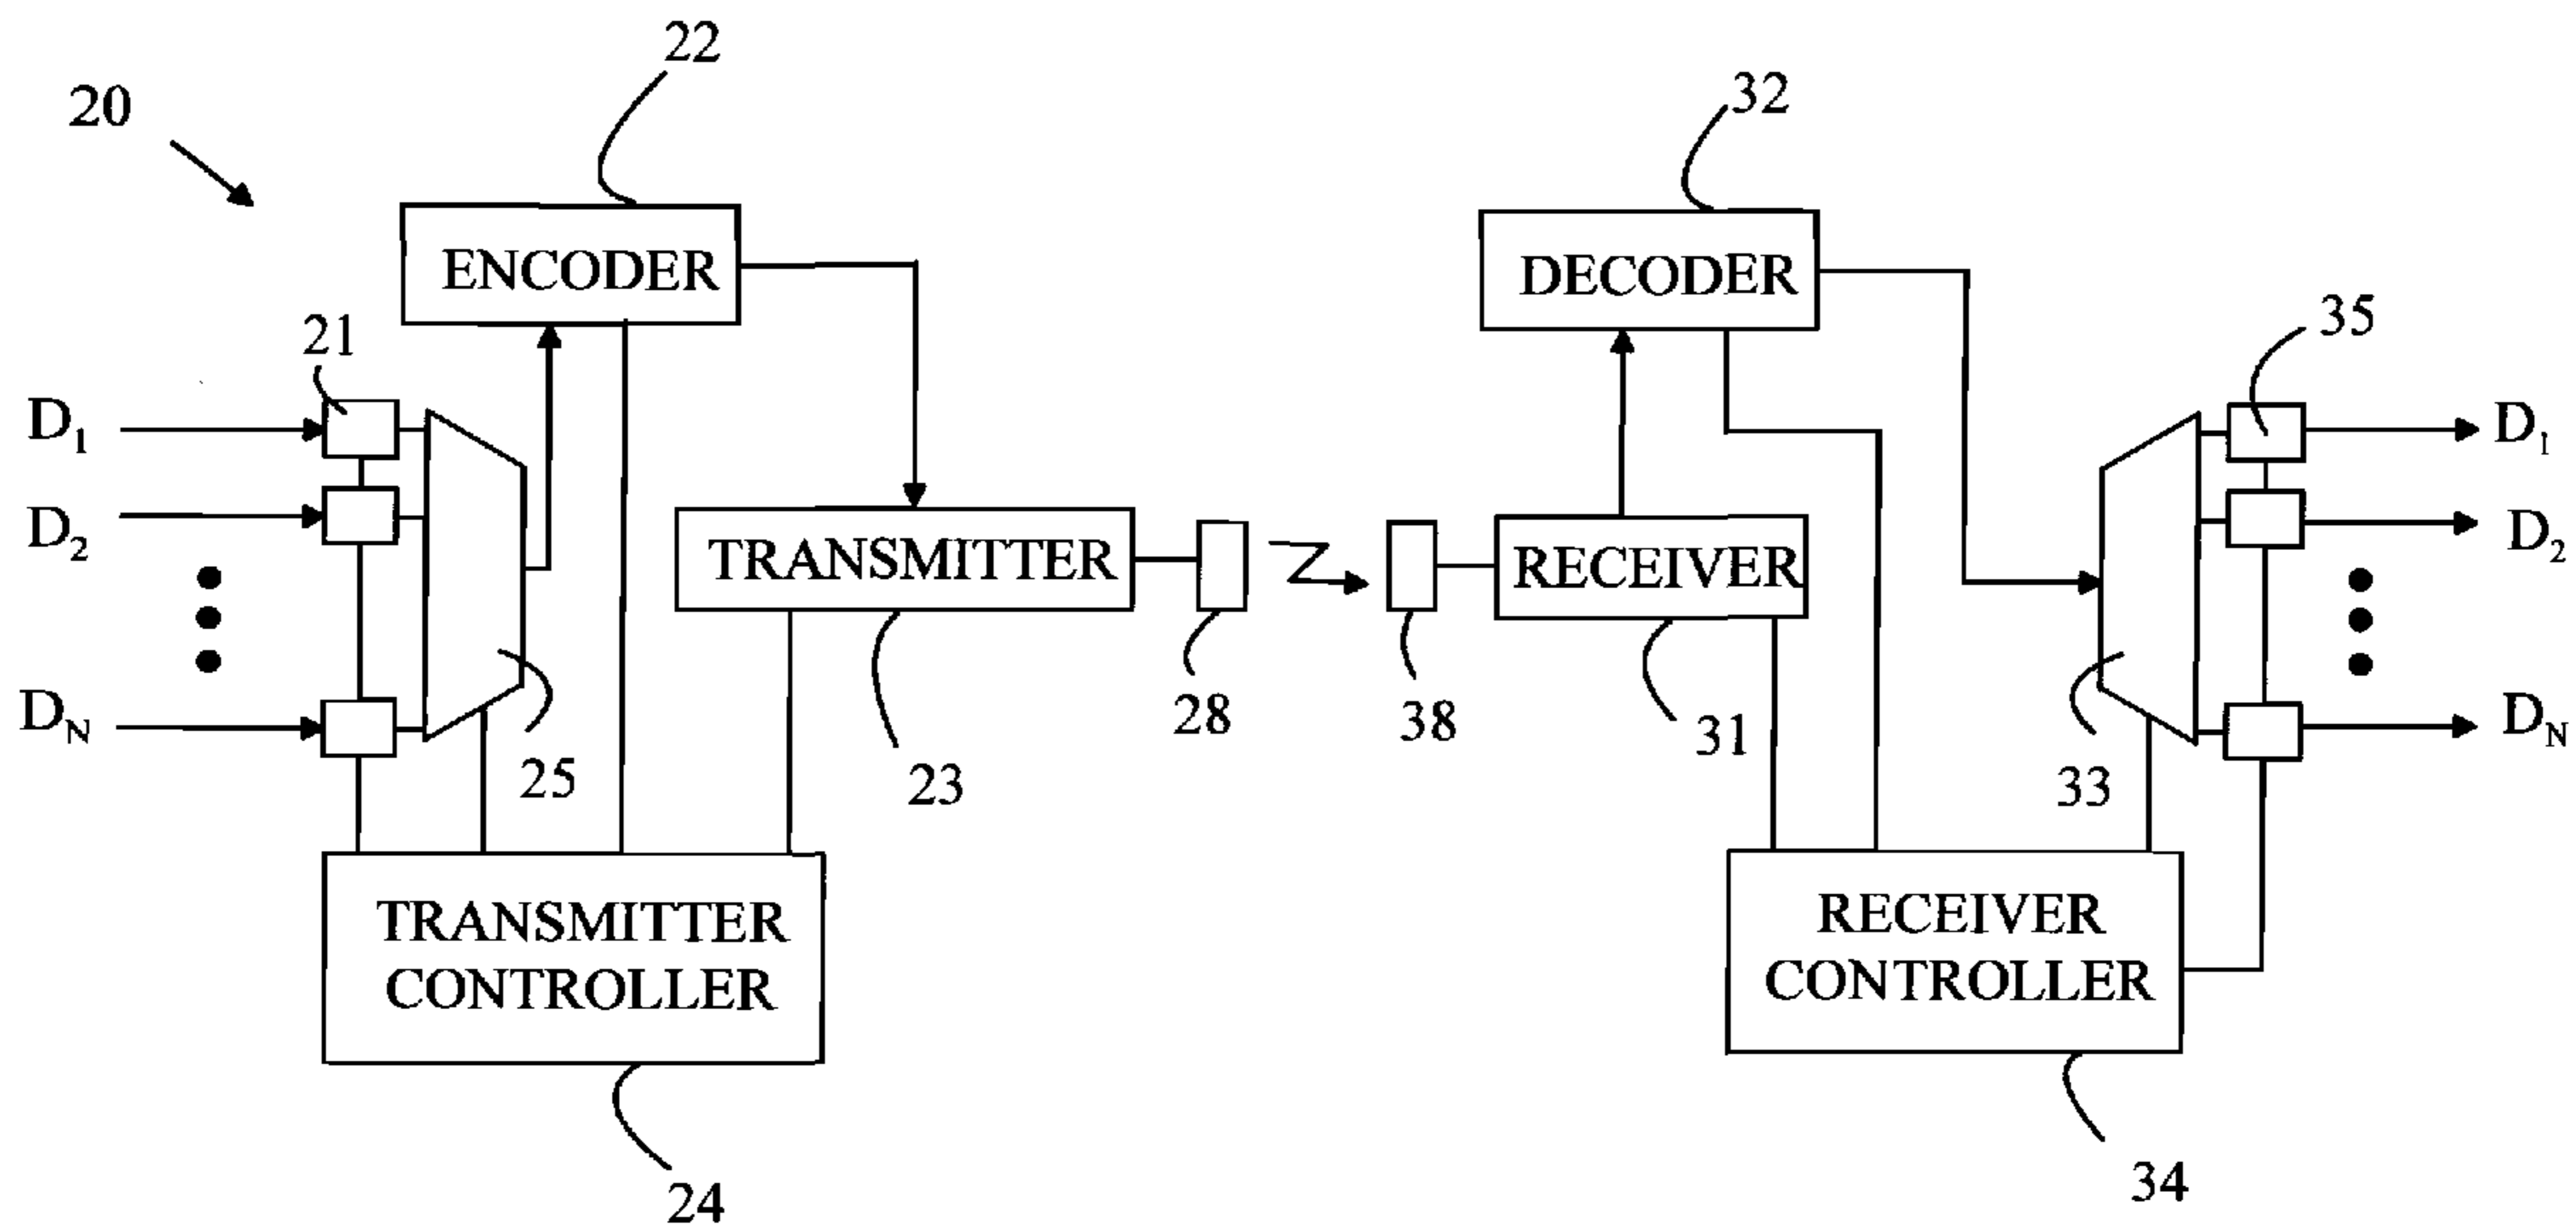 22
20
32
ENCODER
DECODER
21
35
D1
D1
D2
D2
TRANSMITTER
RECEIVER
DN
DN
28
38
31
25
23
33
TRANSMITTER
CONTROLLER
RECEIVER
CONTROLLER
24
34